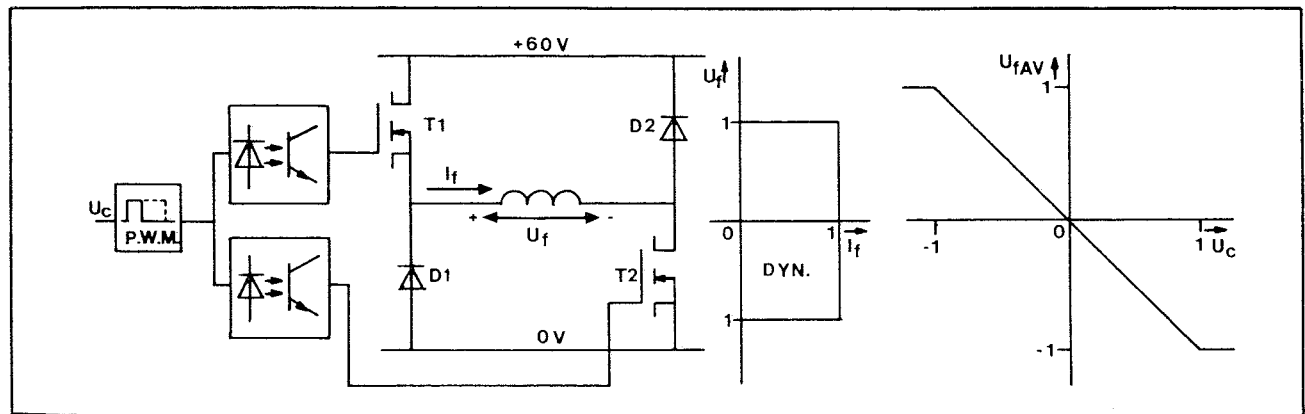 +60V
T1
D2
I_f
U_c
P.W.M.
+ -
U_f
D1
T2
0V
U_f
1
0
1
I_f
DYN.
1
U_fAV
1
-1
0
1
U_c
-1